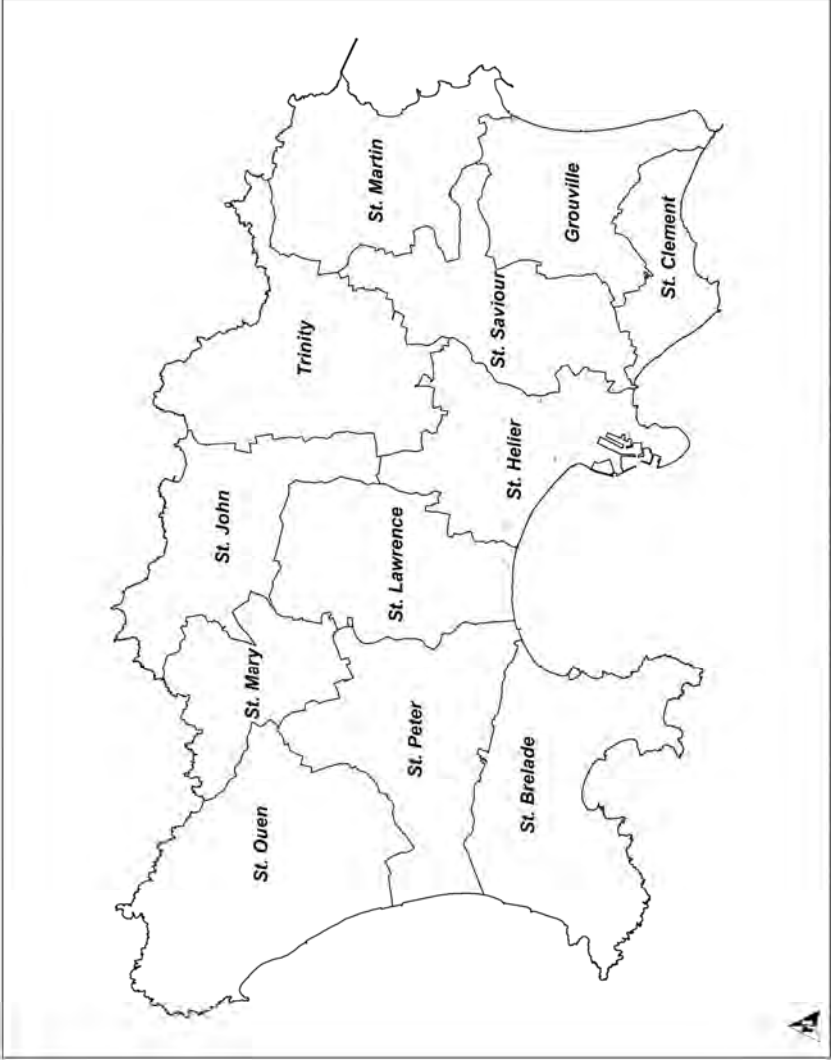 St. John
St. Mary
St. Ouen
Trinity
St. Martin
St. Lawrence
St. Peter
St. Saviour
St. Helier
St. Brelade
Grouville
St. Clement